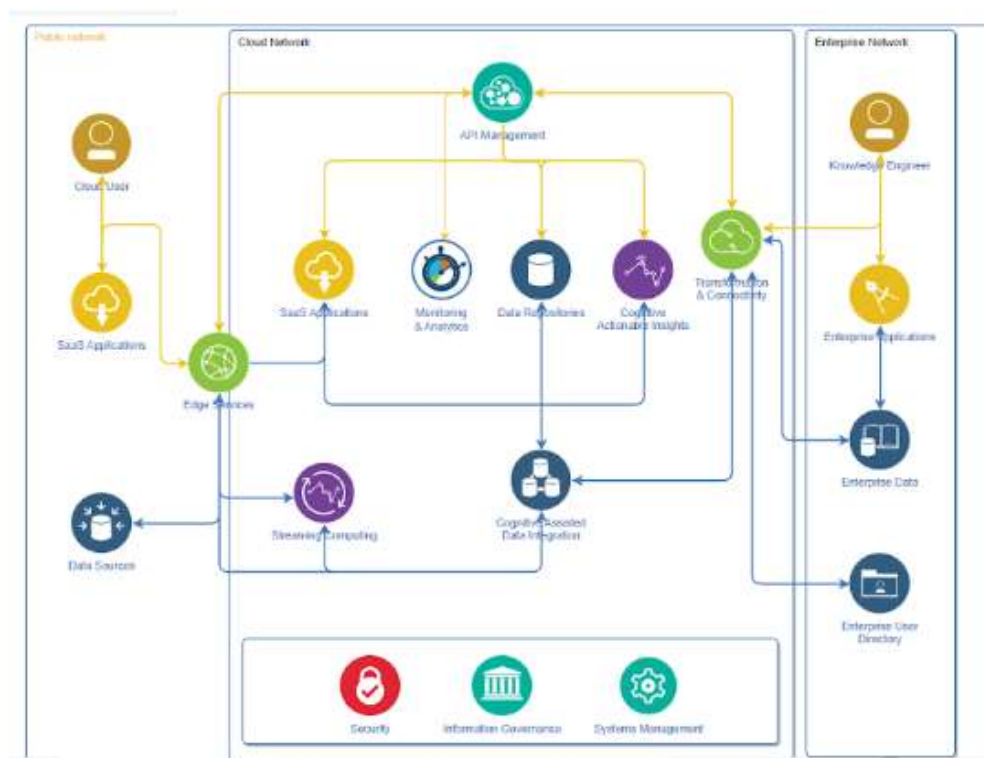 Public network
Cloud Network
Enterprise Network
API Management
Cloud User
Knowledge Engineer
SaaS Applications
Monitoring
& Analytics
Data Repositories
Cognitive
Actionable Insights
Transformation
& Connectivity
SaaS Applications
Enterprise Applications
Edge Services
Enterprise Data
Streaming Computing
Cognitive Assisted
Data Integration
Data Sources
Enterprise User
Directory
Security
Information Governance
Systems Management